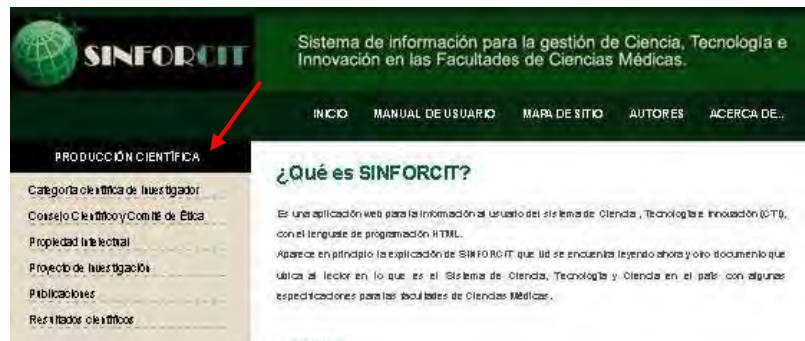 SINFORCIT
Sistema de información para la gestión de Ciencia, Tecnología e
Innovación en las Facultades de Ciencias Médicas.
INICIO MANUAL DE USUARIO MAPA DE SITIO AUTORES ACERCA DE..
PRODUCCIÓN CIENTÍFICA
Categoría científica de Investigador
Consejo Científico y Comité de Ética
Propiedad Intelectual
Proyecto de Investigación
Publicaciones
Resultados científicos
¿Qué es SINFORCIT?
Es una aplicación web para la información al usuario del sistema de Ciencia, Tecnología e Innovación (CTI),
con el lenguaje de programación HTML.
Aparece en principio la explicación de SINFORCIT que Ud se encuentra leyendo ahora y otro documento que
ubica al lector en lo que es el Sistema de Ciencia, Tecnología y Ciencia en el país con algunas
especificaciones para las facultades de Ciencias Médicas.